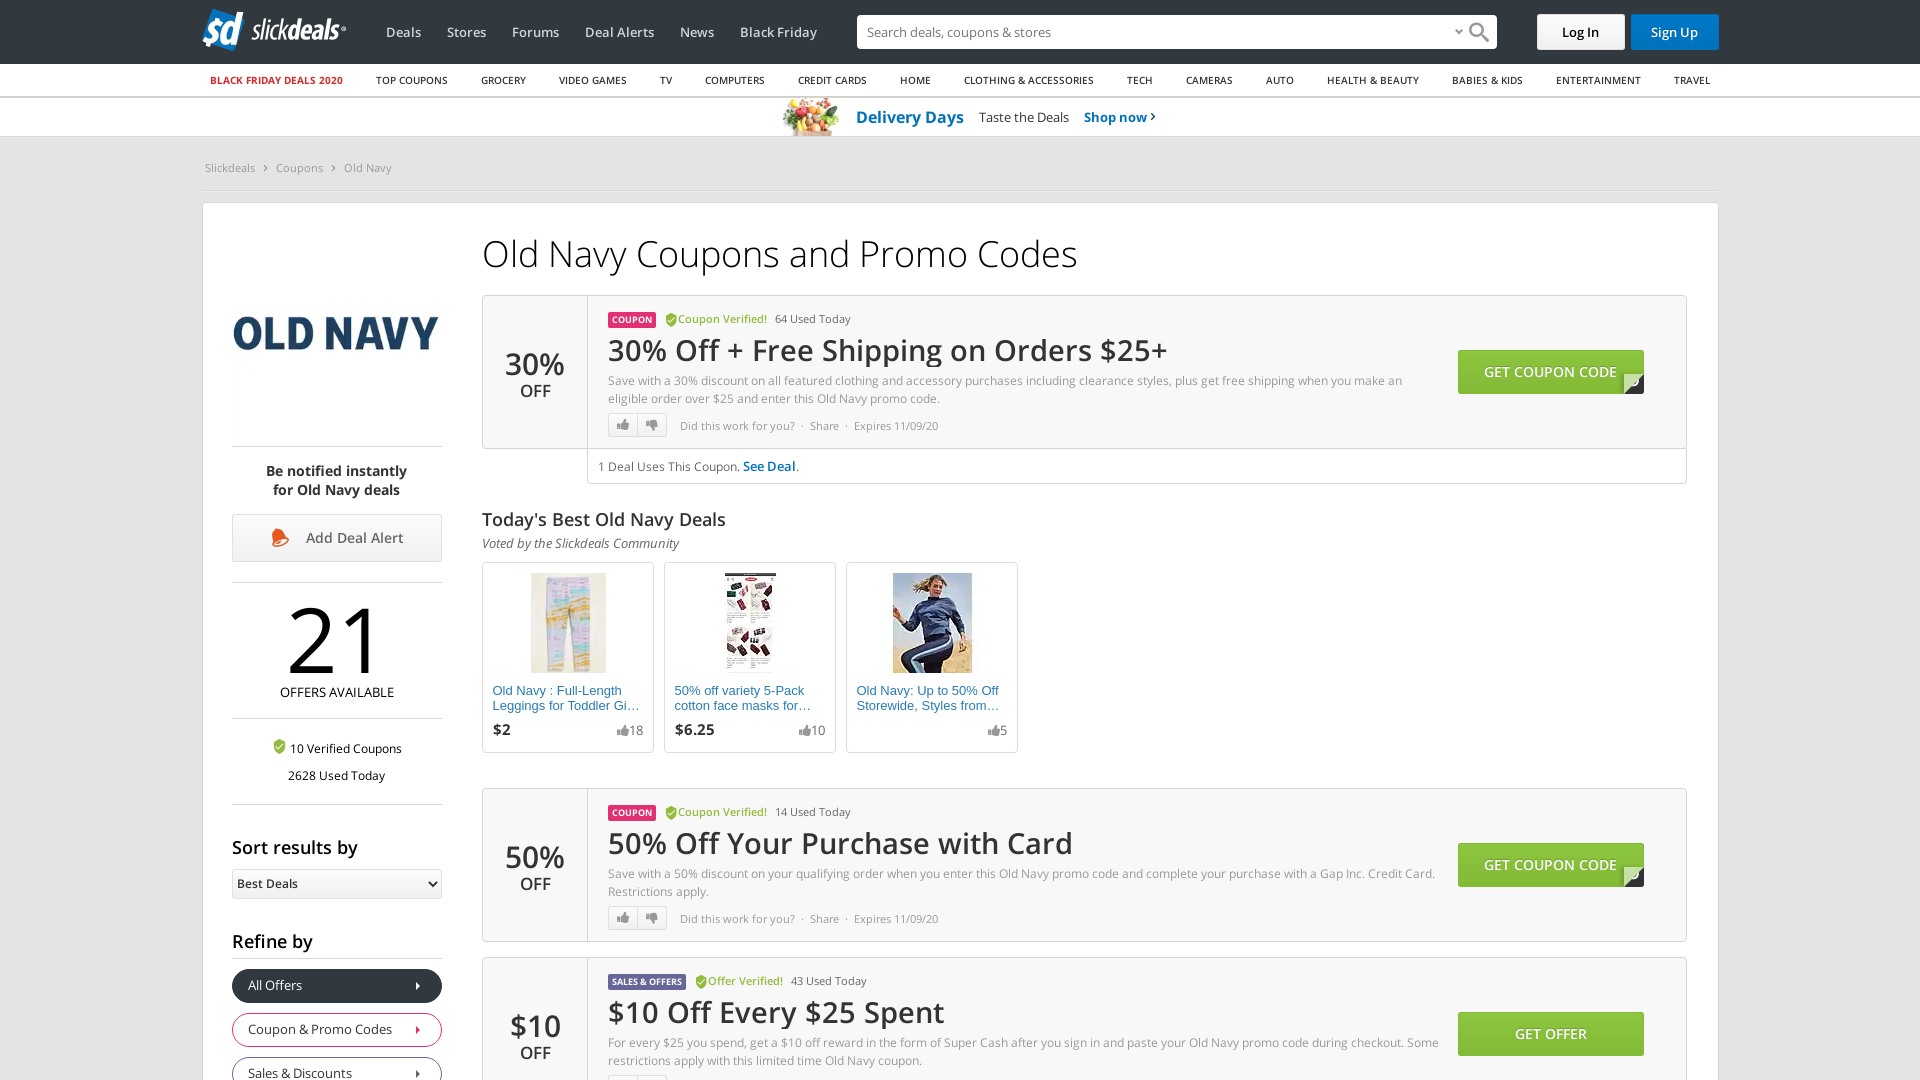 slickdeals
Deals
Stores
Forums
Deal Alerts
News
Black Friday
Search deals, coupons & stores
Log In
Sign Up
BLACK FRIDAY DEALS 2020
TOP COUPONS
GROCERY
VIDEO GAMES
TV
COMPUTERS
CREDIT CARDS
HOME
CLOTHING & ACCESSORIES
TECH
CAMERAS
AUTO
HEALTH & BEAUTY
BABIES & KIDS
ENTERTAINMENT
TRAVEL
Delivery Days Taste the Deals Shop now
Slickdeals > Coupons > Old Navy
OLD NAVY
Be notified instantly
for Old Navy deals
Add Deal Alert
21
OFFERS AVAILABLE
10 Verified Coupons
2628 Used Today
Sort results by
Best Deals
Refine by
All Offers
Coupon & Promo Codes
Sales & Discounts
Old Navy Coupons and Promo Codes
30%
OFF
COUPON Coupon Verified! 64 Used Today
30% Off + Free Shipping on Orders $25+
Save with a 30% discount on all featured clothing and accessory purchases including clearance styles, plus get free shipping when you make an
eligible order over $25 and enter this Old Navy promo code.
Did this work for you? · Share · Expires 11/09/20
GET COUPON CODE
1 Deal Uses This Coupon. See Deal.
Today's Best Old Navy Deals
Voted by the Slickdeals Community
Old Navy : Full-Length
Leggings for Toddler Gi…
$2
18
50% off variety 5-Pack
cotton face masks for…
$6.25
10
Old Navy: Up to 50% Off
Storewide, Styles from…
5
50%
OFF
COUPON Coupon Verified! 14 Used Today
50% Off Your Purchase with Card
Save with a 50% discount on your qualifying order when you enter this Old Navy promo code and complete your purchase with a Gap Inc. Credit Card.
Restrictions apply.
Did this work for you? · Share · Expires 11/09/20
GET COUPON CODE
$10
OFF
SALES & OFFERS Offer Verified! 43 Used Today
$10 Off Every $25 Spent
For every $25 you spend, get a $10 off reward in the form of Super Cash after you sign in and paste your Old Navy promo code during checkout. Some
restrictions apply with this limited time Old Navy coupon.
GET OFFER